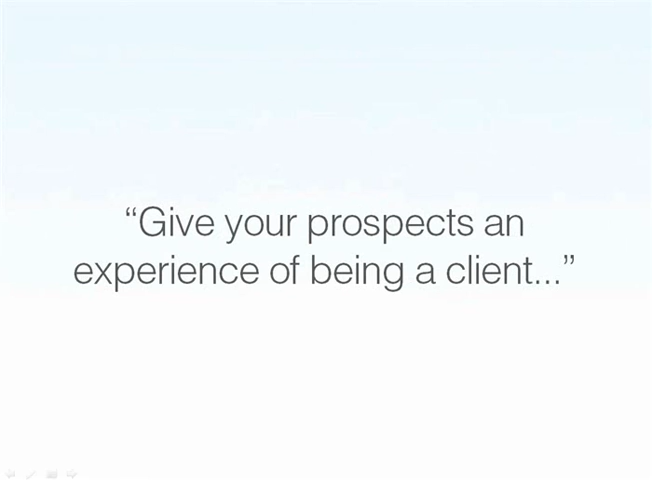 “Give your prospects an
experience of being a client...”